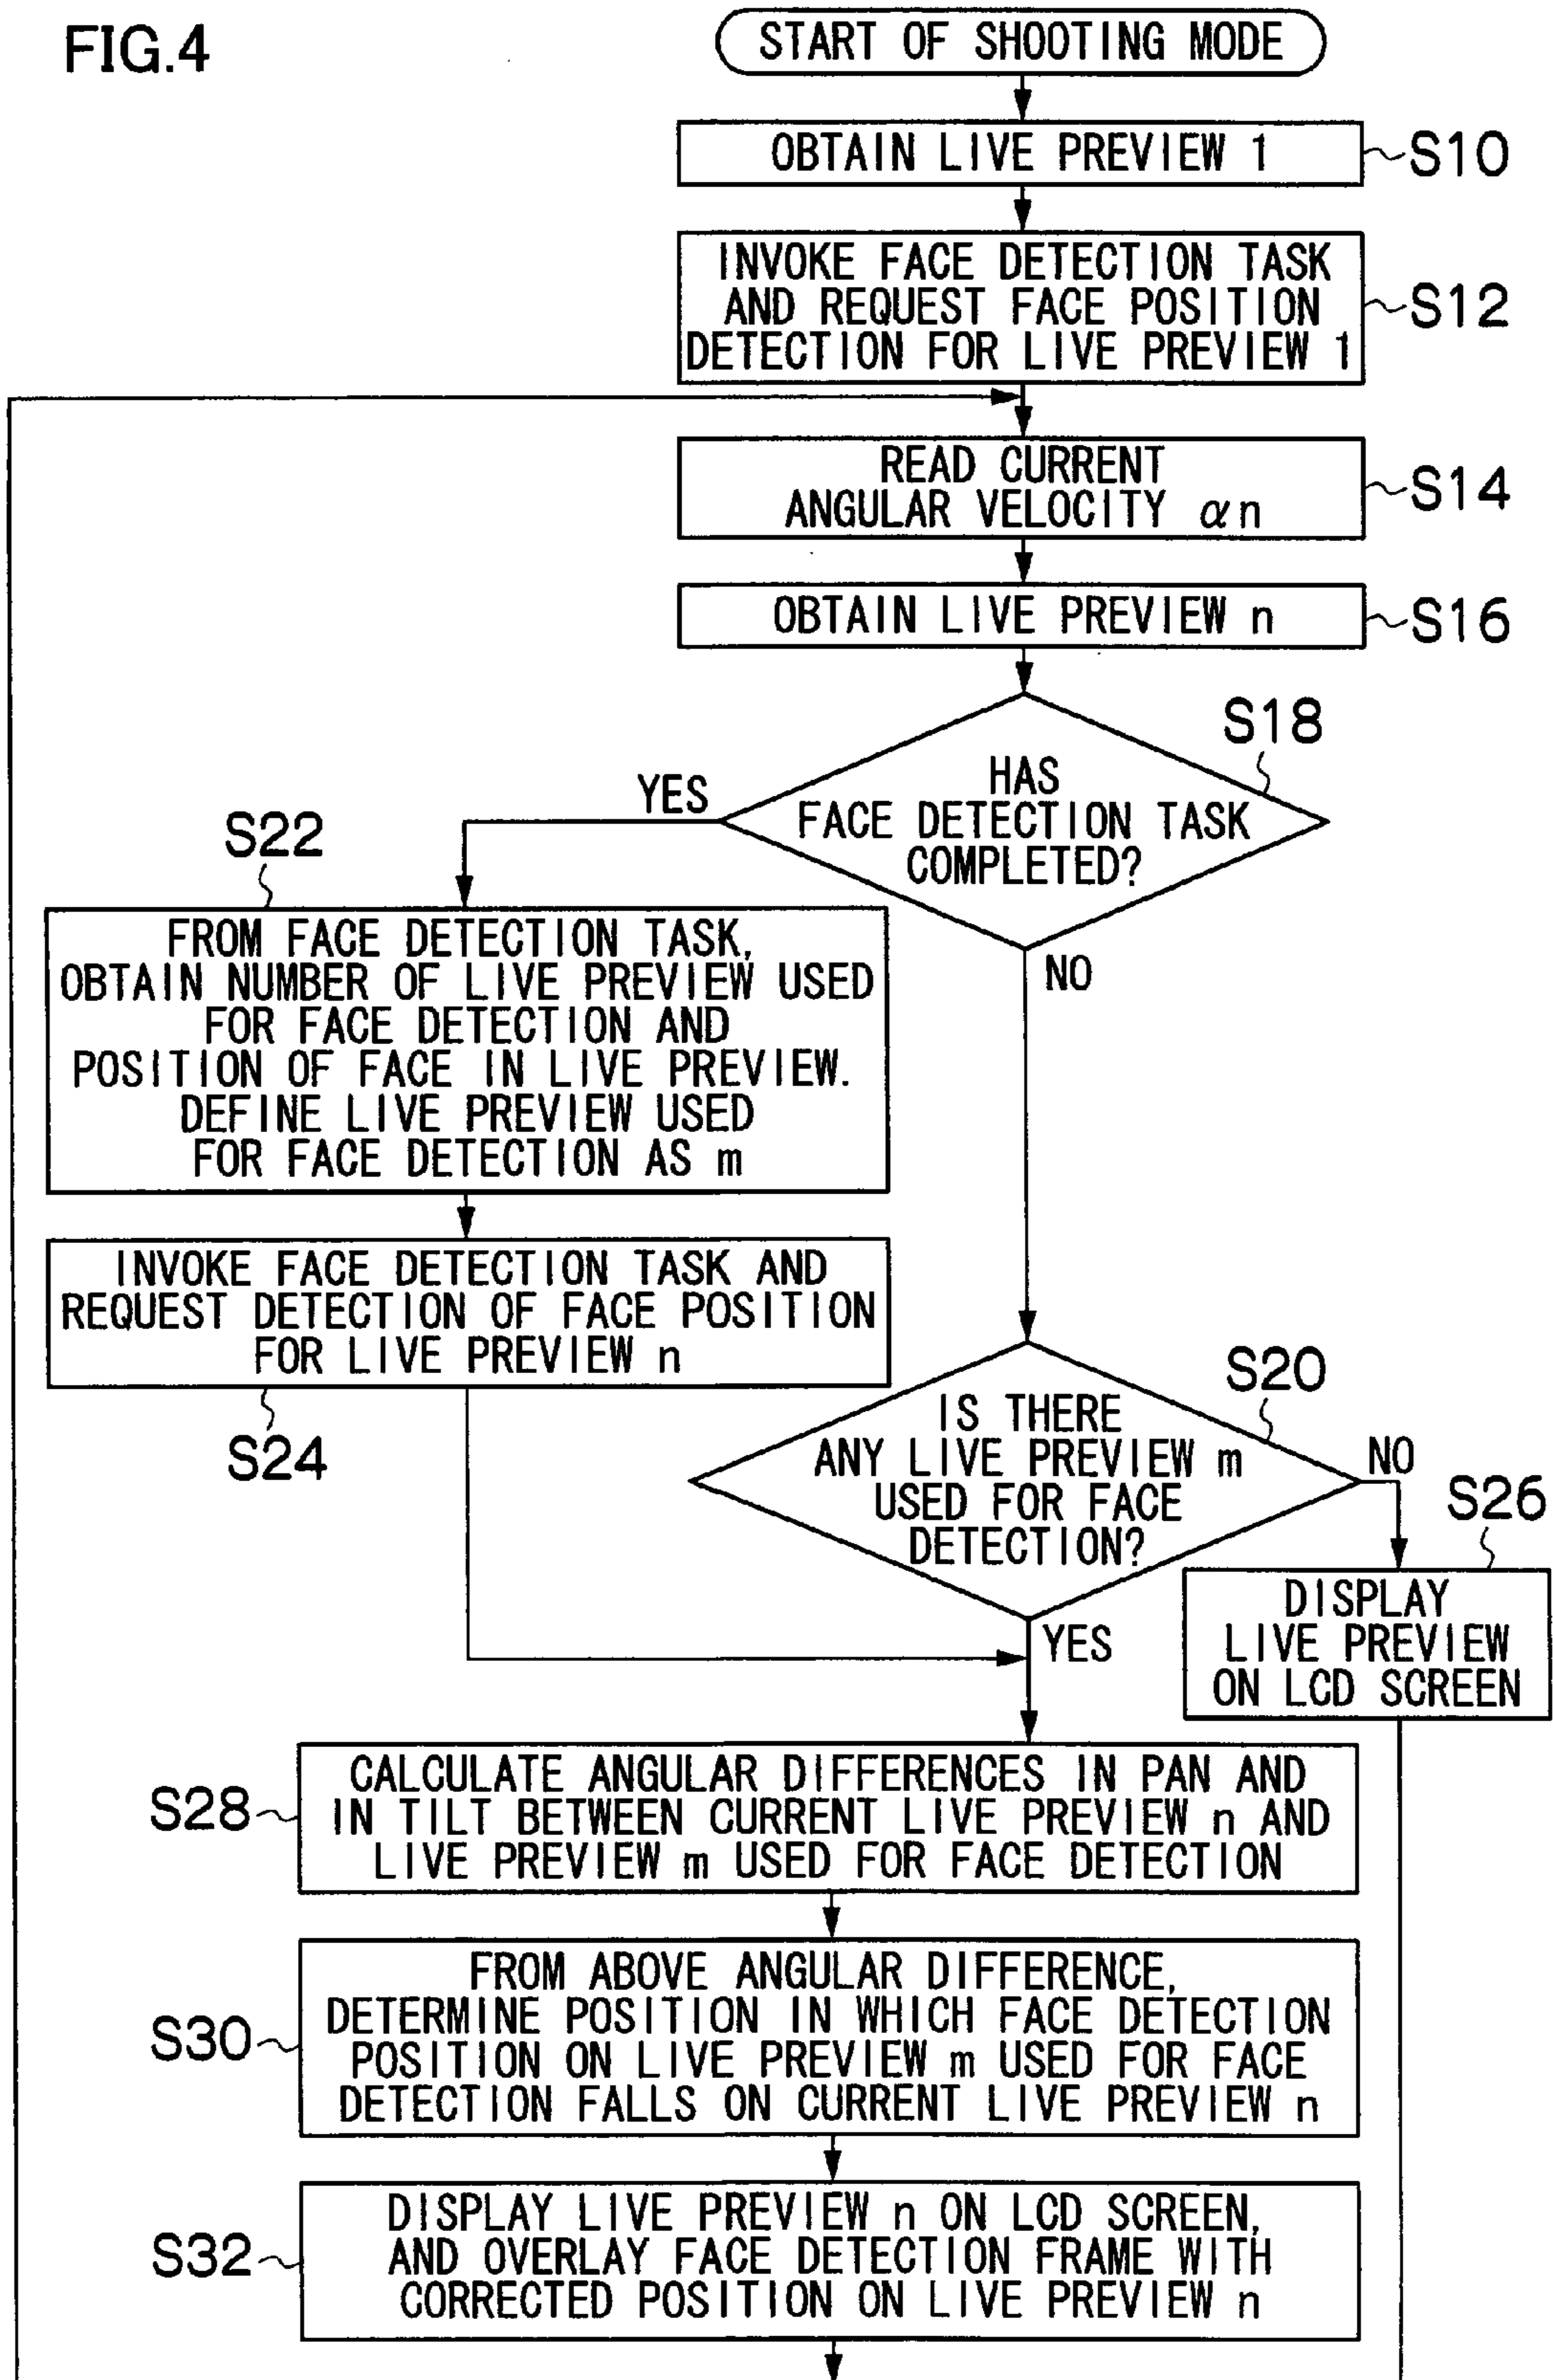 FIG.4
START OF SHOOTING MODE
OBTAIN LIVE PREVIEW 1
S10
INVOKE FACE DETECTION TASK
AND REQUEST FACE POSITION
DETECTION FOR LIVE PREVIEW 1
S12
READ CURRENT
ANGULAR VELOCITY αn
S14
OBTAIN LIVE PREVIEW n
S16
S18
HAS
FACE DETECTION TASK
COMPLETED?
YES
NO
S22
FROM FACE DETECTION TASK,
OBTAIN NUMBER OF LIVE PREVIEW USED
FOR FACE DETECTION AND
POSITION OF FACE IN LIVE PREVIEW.
DEFINE LIVE PREVIEW USED
FOR FACE DETECTION AS m
INVOKE FACE DETECTION TASK AND
REQUEST DETECTION OF FACE POSITION
FOR LIVE PREVIEW n
S24
S20
IS THERE
ANY LIVE PREVIEW m
USED FOR FACE
DETECTION?
NO
YES
S26
DISPLAY
LIVE PREVIEW
ON LCD SCREEN
S28
CALCULATE ANGULAR DIFFERENCES IN PAN AND
IN TILT BETWEEN CURRENT LIVE PREVIEW n AND
LIVE PREVIEW m USED FOR FACE DETECTION
S30
FROM ABOVE ANGULAR DIFFERENCE,
DETERMINE POSITION IN WHICH FACE DETECTION
POSITION ON LIVE PREVIEW m USED FOR FACE
DETECTION FALLS ON CURRENT LIVE PREVIEW n
S32
DISPLAY LIVE PREVIEW n ON LCD SCREEN,
AND OVERLAY FACE DETECTION FRAME WITH
CORRECTED POSITION ON LIVE PREVIEW n